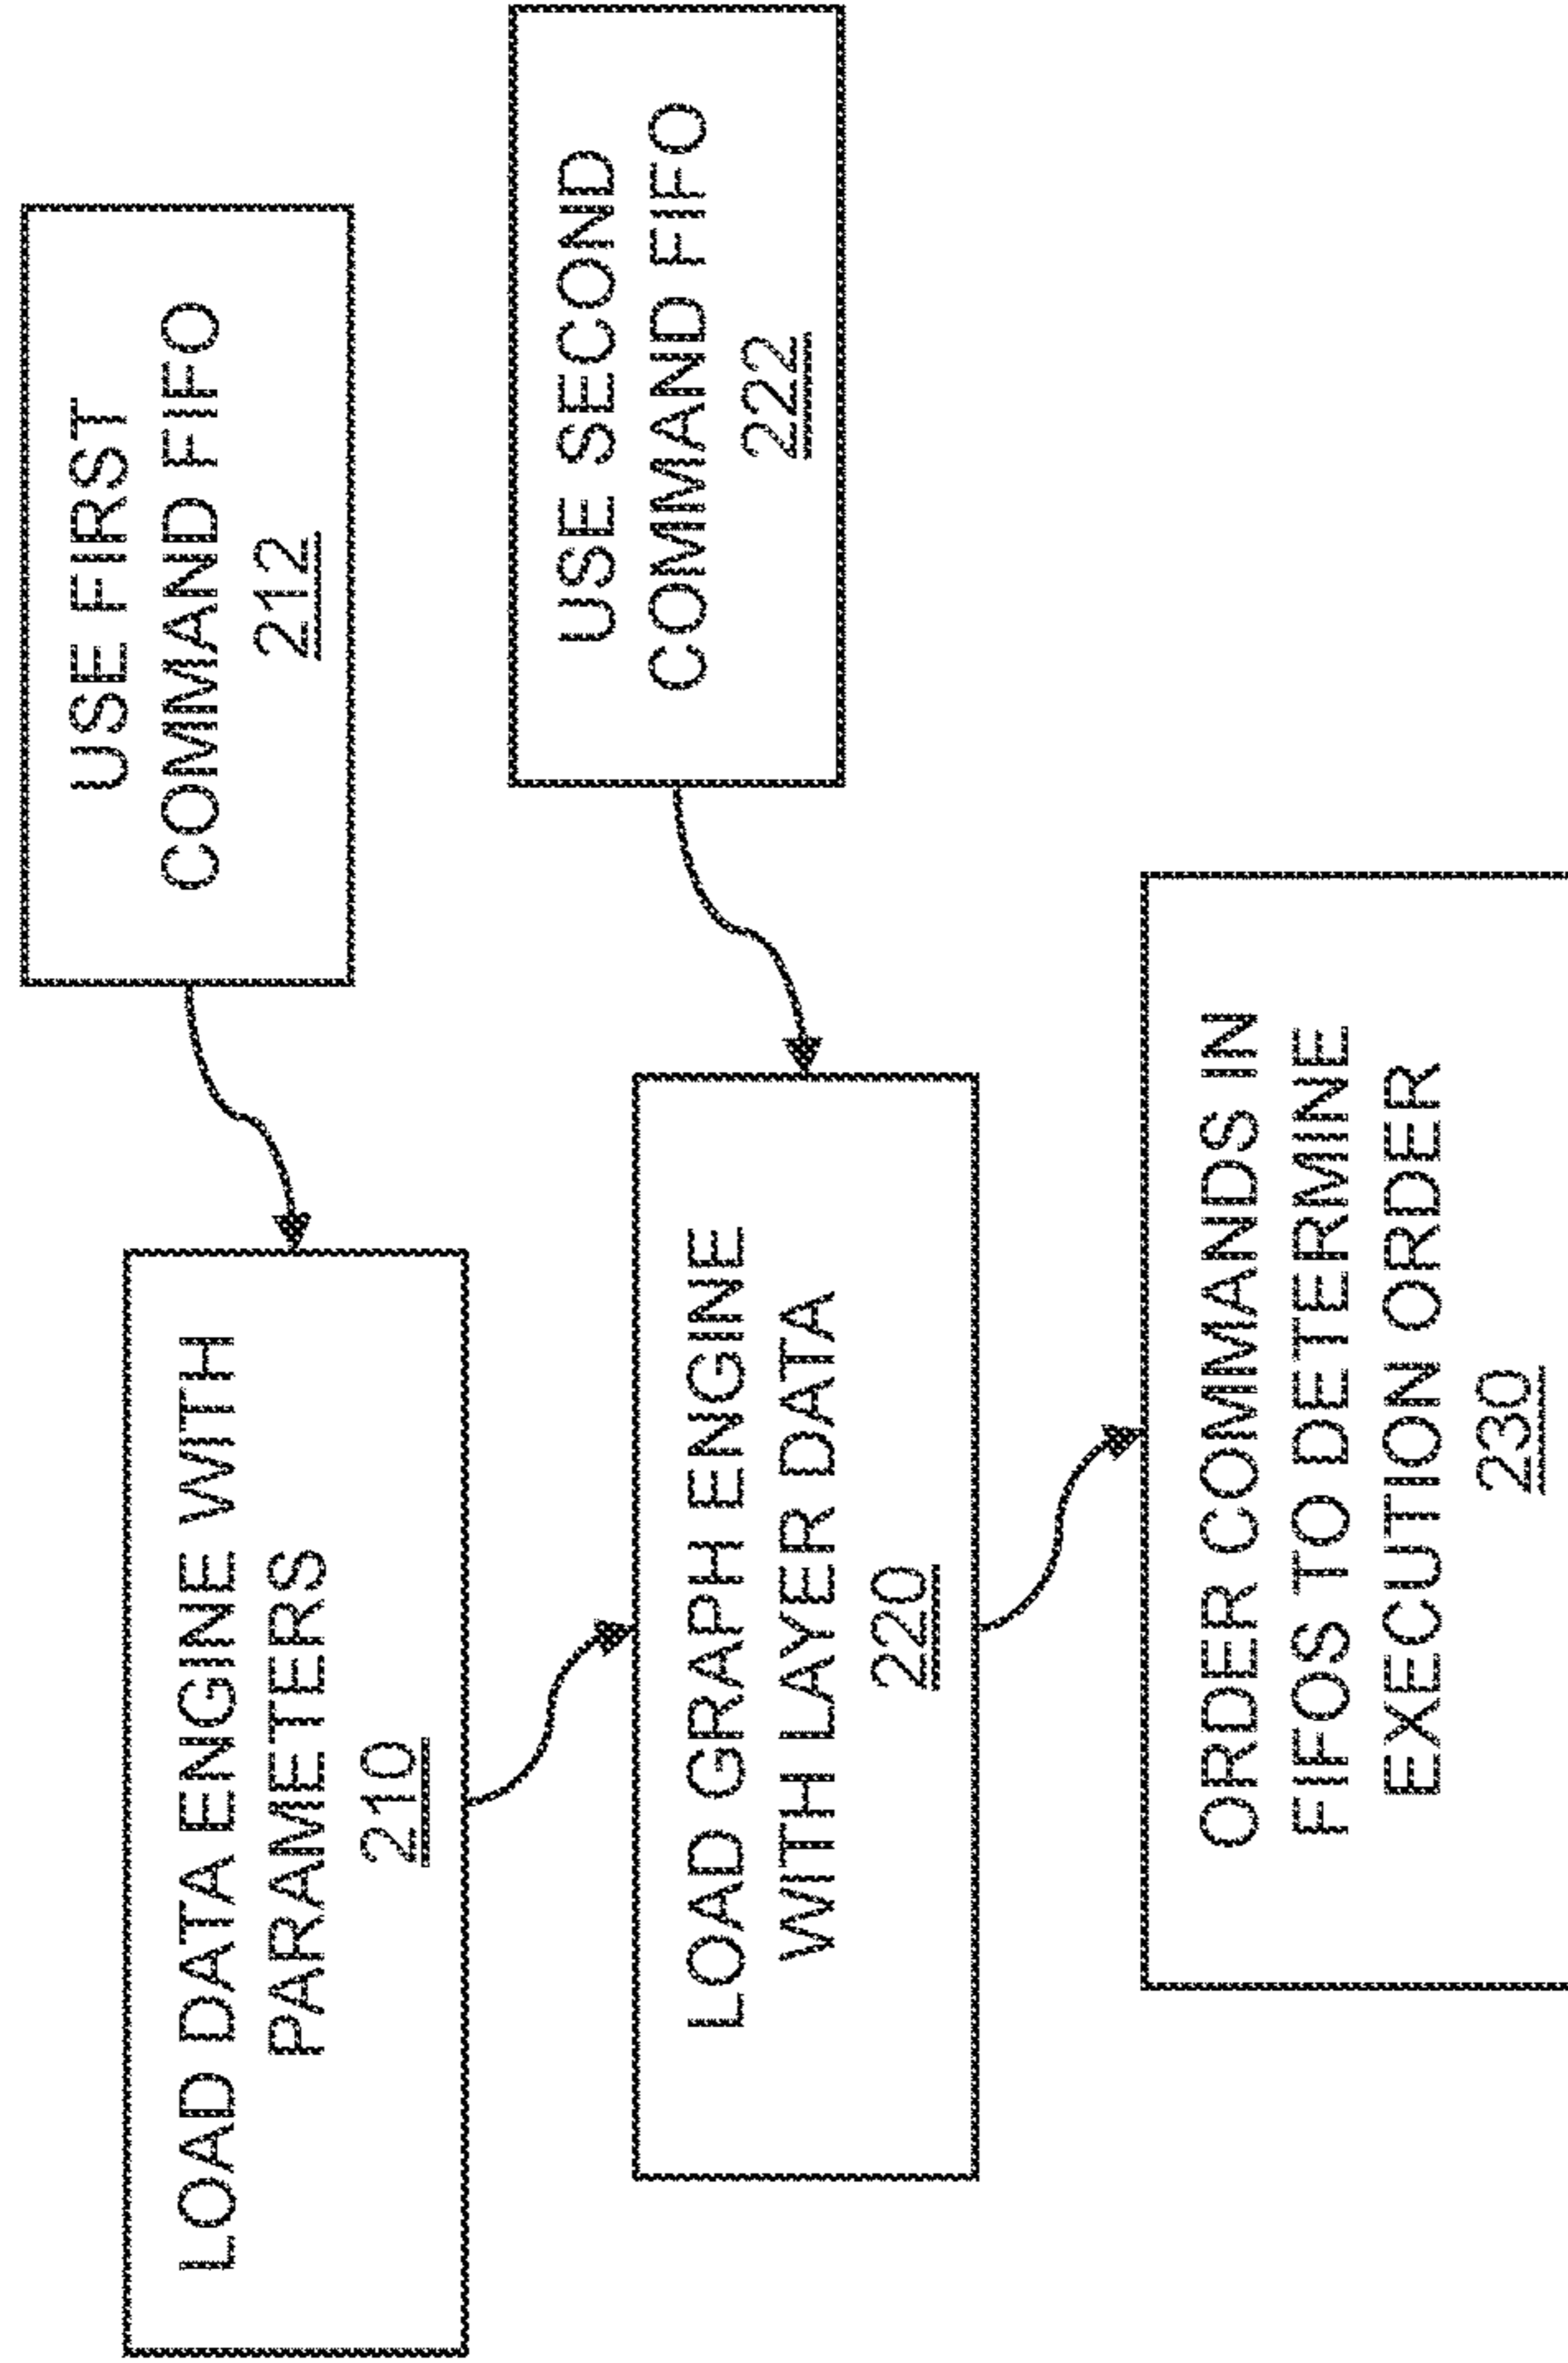 USE FIRST
COMMAND FIFO
212
LOAD DATA ENGINE WITH
PARAMETERS
210
USE SECOND
COMMAND FIFO
222
LOAD GRAPH ENGINE
WITH LAYER DATA
220
ORDER COMMANDS IN
FIFOS TO DETERMINE
EXECUTION ORDER
230